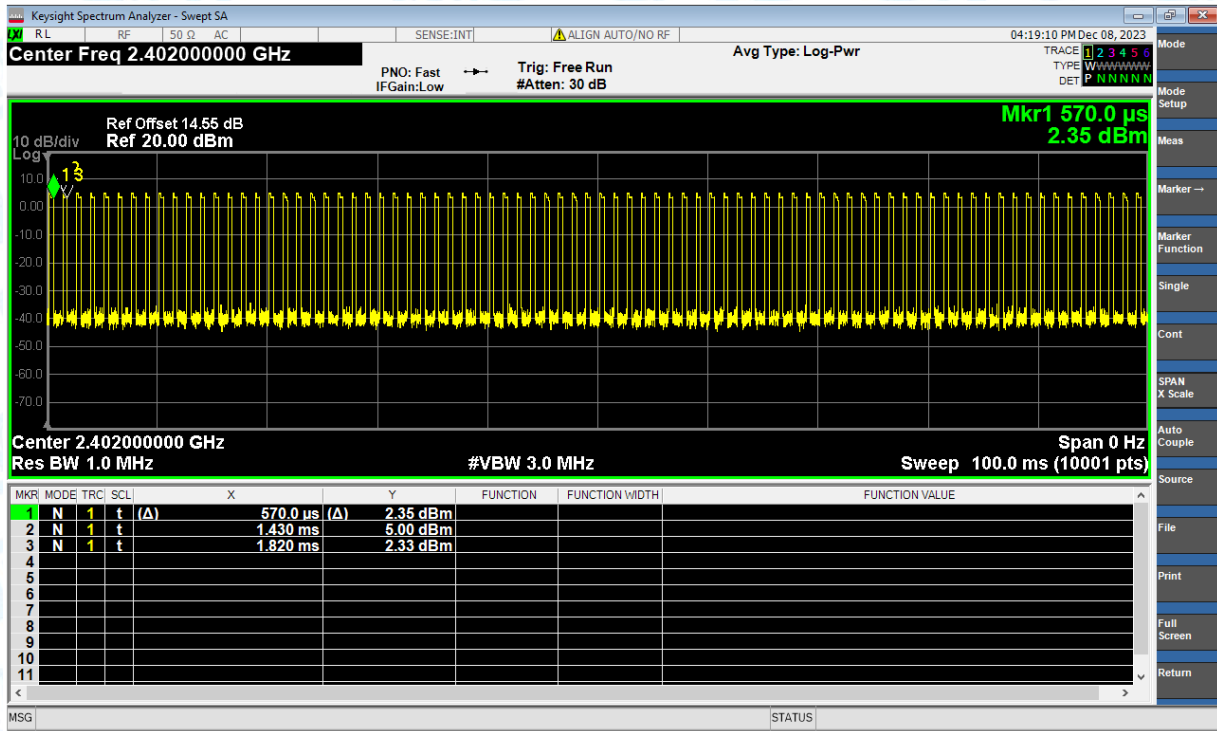 Keysight Spectrum Analyzer - Swept SA
LXI RL RF 50 Ω AC SENSE:INT ALIGN AUTO/NO RF 04:19:10 PM Dec 08, 2023
Center Freq 2.402000000 GHz
Avg Type: Log-Pwr
TRACE 1 2 3 4 5 6
PNO: Fast
Trig: Free Run
TYPE WWWWWW
IFGain:Low
#Atten: 30 dB
DET P N N N N N
Mkr1 570.0 µs
2.35 dBm
Ref Offset 14.55 dB
10 dB/div Ref 20.00 dBm
Log
10.0
0.00
-10.0
-20.0
-30.0
-40.0
-50.0
-60.0
-70.0
1
2
3
Center 2.402000000 GHz Span 0 Hz
Res BW 1.0 MHz #VBW 3.0 MHz Sweep 100.0 ms (10001 pts)
MKR MODE TRC SCL X Y FUNCTION FUNCTION WIDTH FUNCTION VALUE
1 N 1 t (Δ) 570.0 µs (Δ) 2.35 dBm
2 N 1 t 1.430 ms 5.00 dBm
3 N 1 t 1.820 ms 2.33 dBm
4
5
6
7
8
9
10
11
MSG STATUS
Mode
Mode
Setup
Meas
Marker →
Marker
Function
Single
Cont
SPAN
X Scale
Auto
Couple
Source
File
Print
Full
Screen
Return